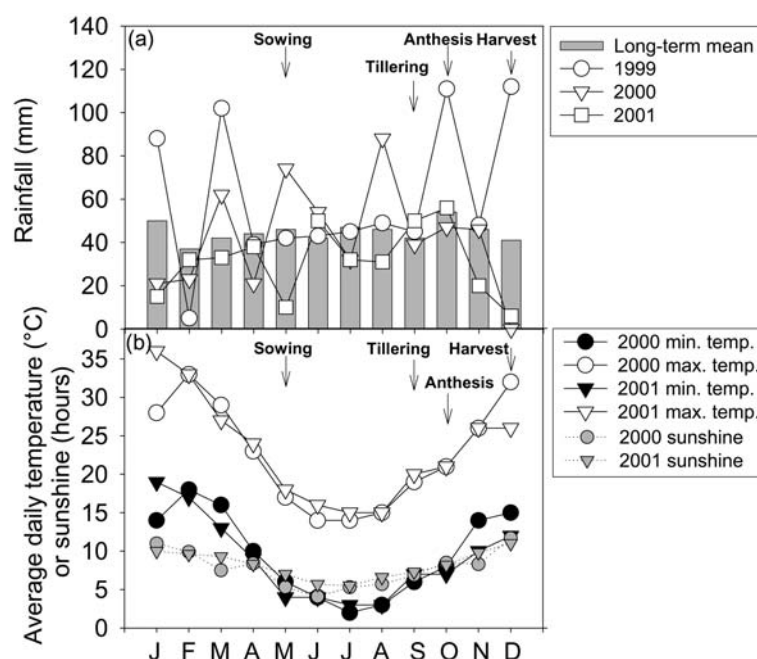 (a)
Sowing
Anthesis Harvest
Tillering
140
120
100
80
60
40
20
0
Rainfall (mm)
Long-term mean
1999
2000
2001
(b)
Sowing
Tillering
Harvest
Anthesis
35
30
25
20
15
10
5
0
Average daily temperature (°C)
or sunshine (hours)
2000 min. temp.
2000 max. temp.
2001 min. temp.
2001 max. temp.
2000 sunshine
2001 sunshine
J F M A M J J A S O N D